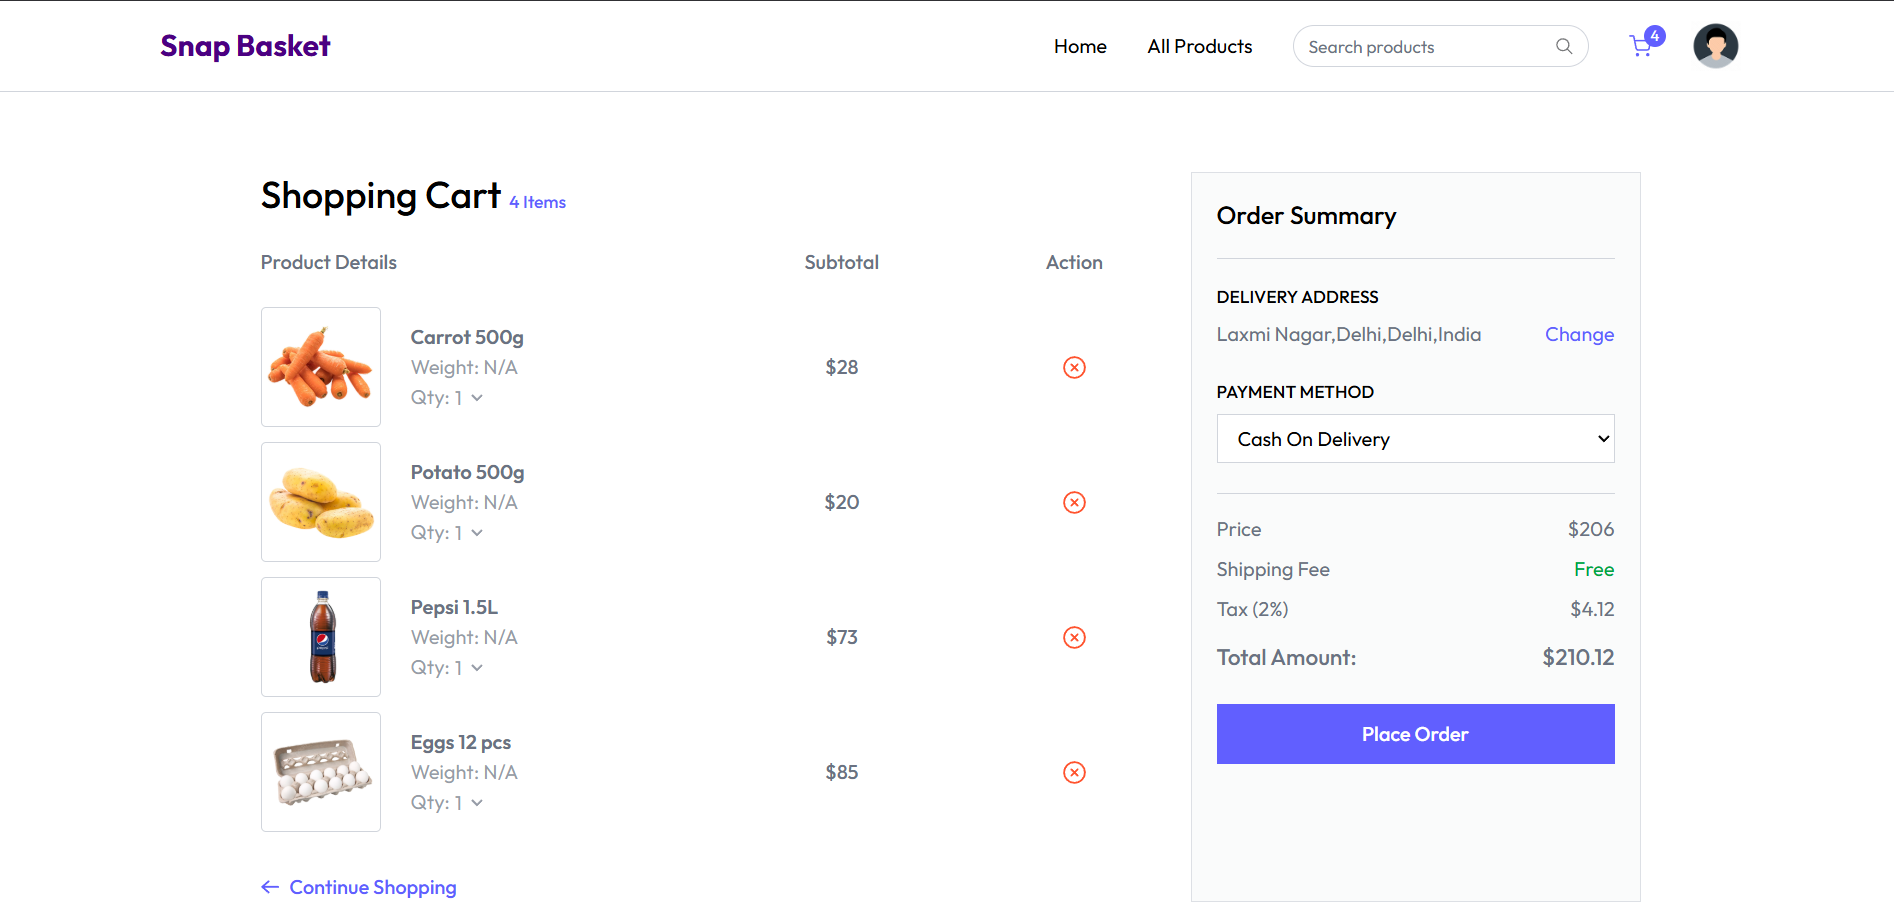 Snap Basket
Home
All Products
Search products
4
Shopping Cart 4 Items
Product Details Subtotal Action
Carrot 500g
Weight: N/A
Qty: 1
$28
Potato 500g
Weight: N/A
Qty: 1
$20
Pepsi 1.5L
Weight: N/A
Qty: 1
$73
Eggs 12 pcs
Weight: N/A
Qty: 1
$85
Continue Shopping
Order Summary
DELIVERY ADDRESS
Laxmi Nagar,Delhi,Delhi,India Change
PAYMENT METHOD
Cash On Delivery
Price $206
Shipping Fee Free
Tax (2%) $4.12
Total Amount: $210.12
Place Order